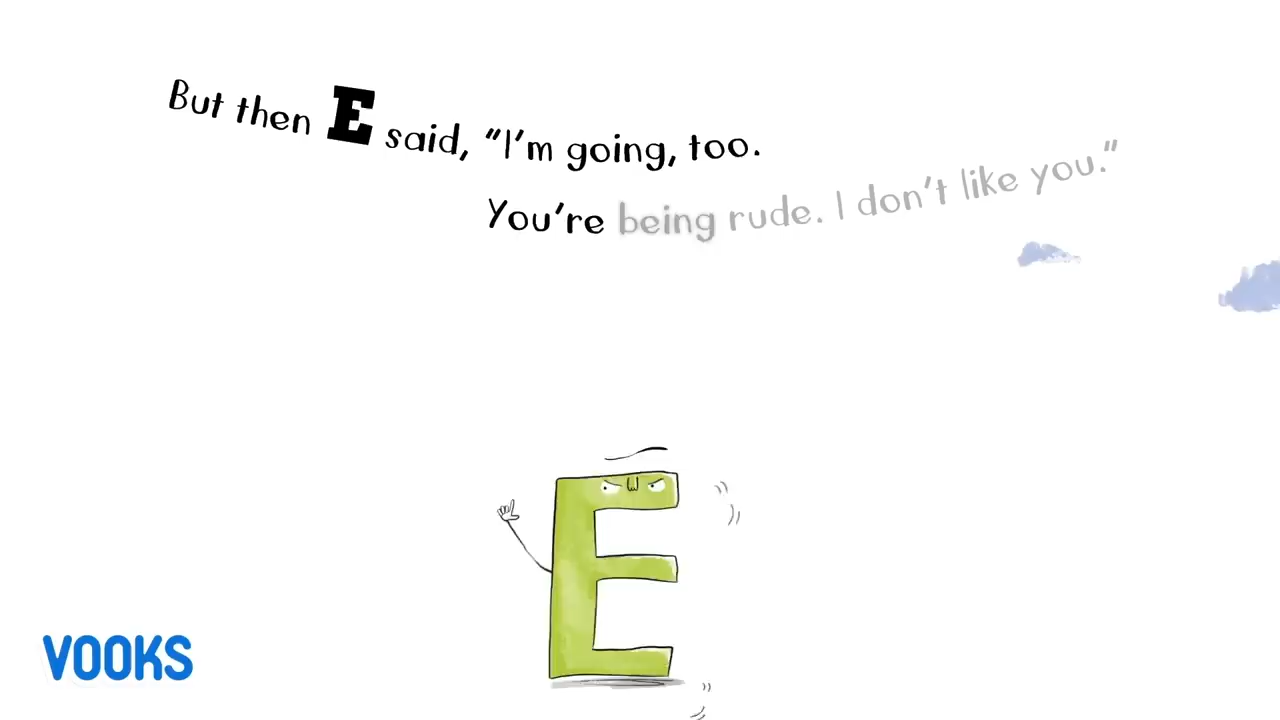 But then E said, "I'm going, too.
You're being rude. I don't like you."
VOOKS